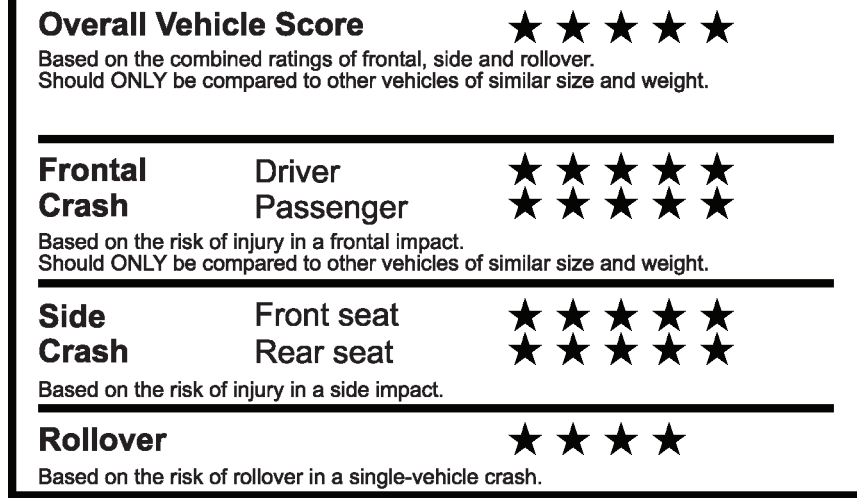 Overall Vehicle Score ★ ★ ★ ★ ★
Based on the combined ratings of frontal, side and rollover.
Should ONLY be compared to other vehicles of similar size and weight.
Frontal Driver ★ ★ ★ ★ ★
Crash Passenger ★ ★ ★ ★ ★
Based on the risk of injury in a frontal impact.
Should ONLY be compared to other vehicles of similar size and weight.
Side Front seat ★ ★ ★ ★ ★
Crash Rear seat ★ ★ ★ ★ ★
Based on the risk of injury in a side impact.
Rollover ★ ★ ★ ★
Based on the risk of rollover in a single-vehicle crash.